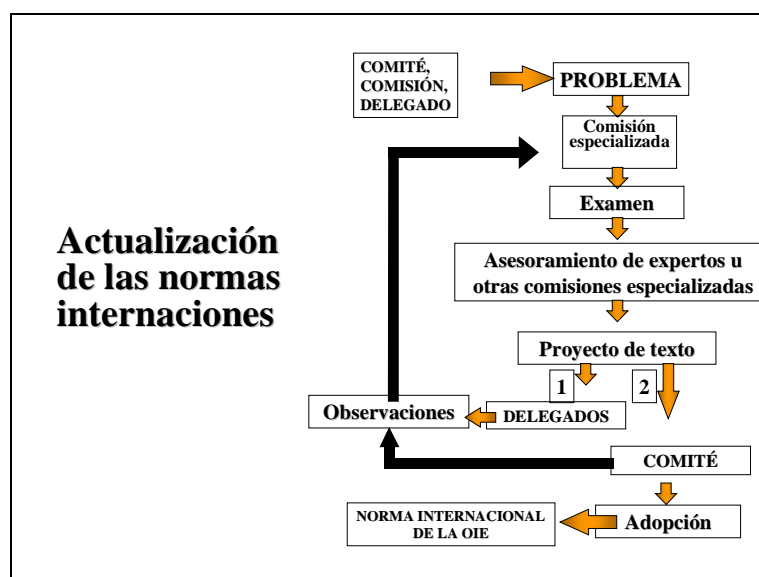 COMITÉ,
COMISIÓN,
DELEGADO
PROBLEMA
Comisión
especializada
Examen
Actualización
de las normas
internaciones
Asesoramiento de expertos u
otras comisiones especializadas
Proyecto de texto
1
2
Observaciones
DELEGADOS
COMITÉ
NORMA INTERNACIONAL
DE LA OIE
Adopción